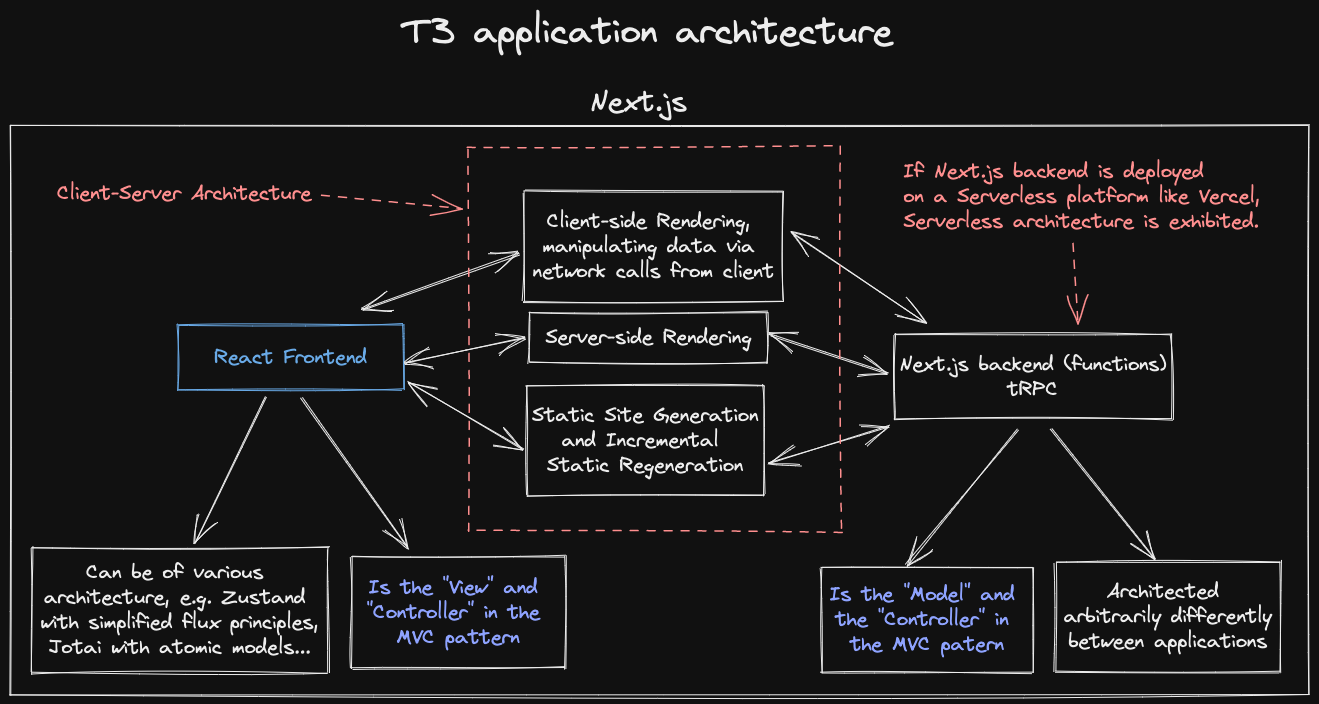 T3 application architecture
Next.js
Client-Server Architecture
If Next.js backend is deployed
on a Serverless platform like Vercel,
Serverless architecture is exhibited.
Client-side Rendering,
manipulating data via
network calls from client
React Frontend
Server-side Rendering
Next.js backend (functions)
tRPC
Static Site Generation
and Incremental
Static Regeneration
Can be of various
architecture, e.g. Zustand
with simplified flux principles,
Jotai with atomic models...
Is the "View" and
"Controller" in the
MVC pattern
Is the "Model" and
the "Controller" in
the MVC patern
Architected
arbitrarily differently
between applications